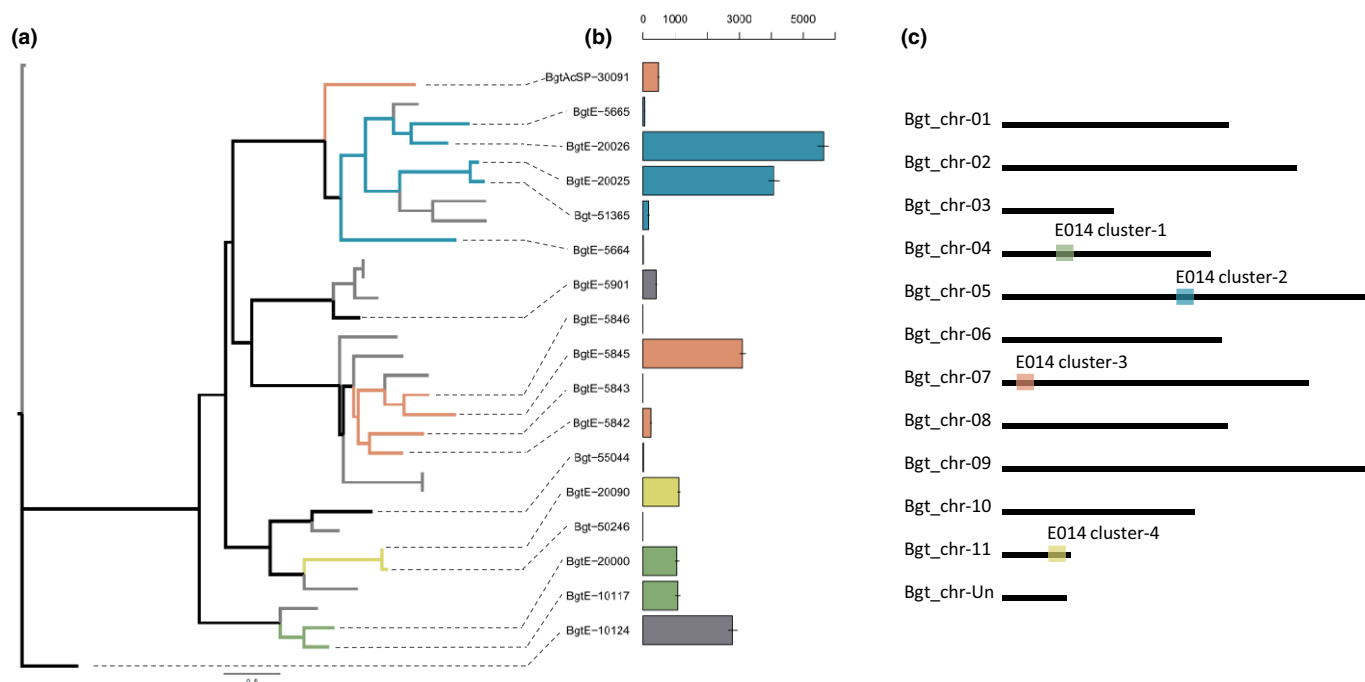 (a)
(b)
(c)
0 1000 3000 5000
BgtAcSP-30091
BgtE-5665
BgtE-20026
BgtE-20025
Bgt-51365
BgtE-5664
BgtE-5901
BgtE-5846
BgtE-5845
BgtE-5843
BgtE-5842
Bgt-55044
BgtE-20090
Bgt-50246
BgtE-20000
BgtE-10117
BgtE-10124
Bgt_chr-01
Bgt_chr-02
Bgt_chr-03
E014 cluster-1
Bgt_chr-04
E014 cluster-2
Bgt_chr-05
Bgt_chr-06
E014 cluster-3
Bgt_chr-07
Bgt_chr-08
Bgt_chr-09
Bgt_chr-10
E014 cluster-4
Bgt_chr-11
Bgt_chr-Un